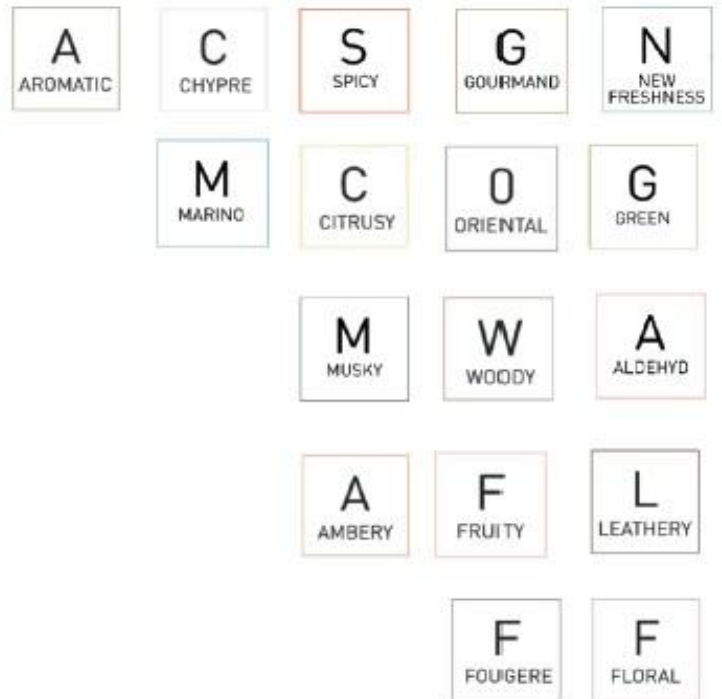 A
AROMATIC
C
CHYPRE
S
SPICY
G
GOURMAND
N
NEW
FRESHNESS
M
MARINO
C
CITRUSY
O
ORIENTAL
G
GREEN
M
MUSKY
W
WOODY
A
ALDEHYD
A
AMBERY
F
FRUITY
L
LEATHERY
F
FOUGERE
F
FLORAL